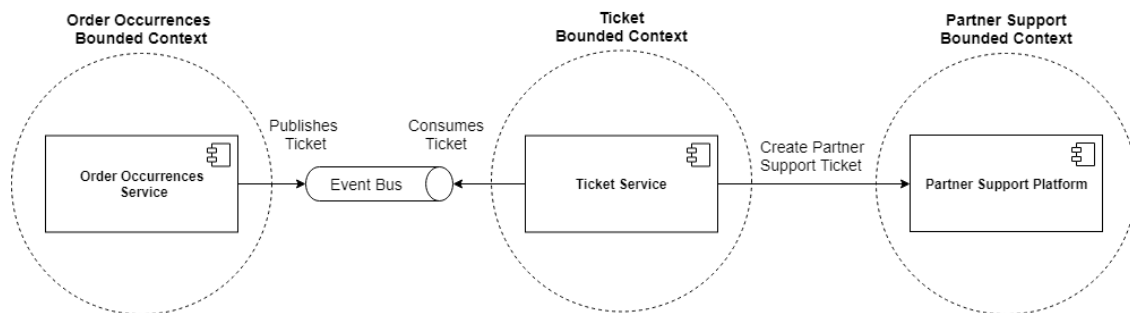 Order Occurrences
Bounded Context
Ticket
Bounded Context
Partner Support
Bounded Context
Publishes
Ticket
Consumes
Ticket
Create Partner
Support Ticket
Order Occurrences
Service
Event Bus
Ticket Service
Partner Support Platform